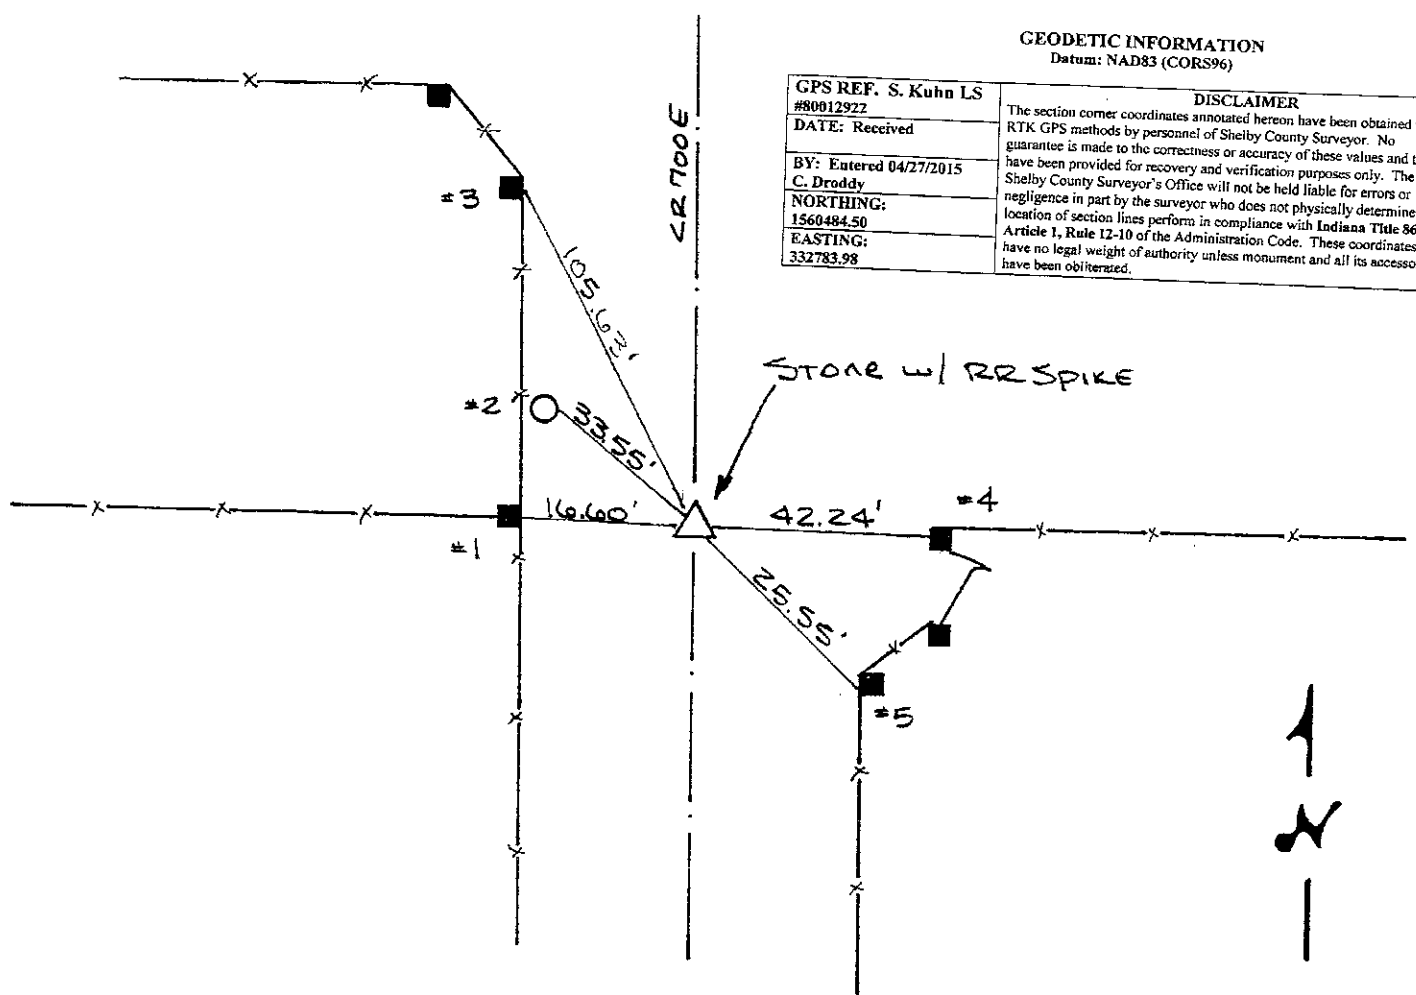 GEODETIC INFORMATION
Datum: NAD83 (CORS96)
GPS REF. S. Kuhn LS
#80012922
DATE: Received
BY: Entered 04/27/2015
C. Droddy
NORTHING:
1560484.50
EASTING:
332783.98
DISCLAIMER
The section corner coordinates annotated hereon have been obtained
RTK GPS methods by personnel of Shelby County Surveyor. No
guarantee is made to the correctness or accuracy of these values and
have been provided for recovery and verification purposes only. The
Shelby County Surveyor's Office will not be held liable for errors or
negligence in part by the surveyor who does not physically determine
location of section lines perform in compliance with Indiana Title 86
Article 1, Rule 12-10 of the Administration Code. These coordinates
have no legal weight of authority unless monument and all its
have been obliterated.
CR 700E
#3
105.63'
STONE w/ RR SPIKE
#2
33.55'
#1
16.60'
42.24'
#4
25.55'
#5
N